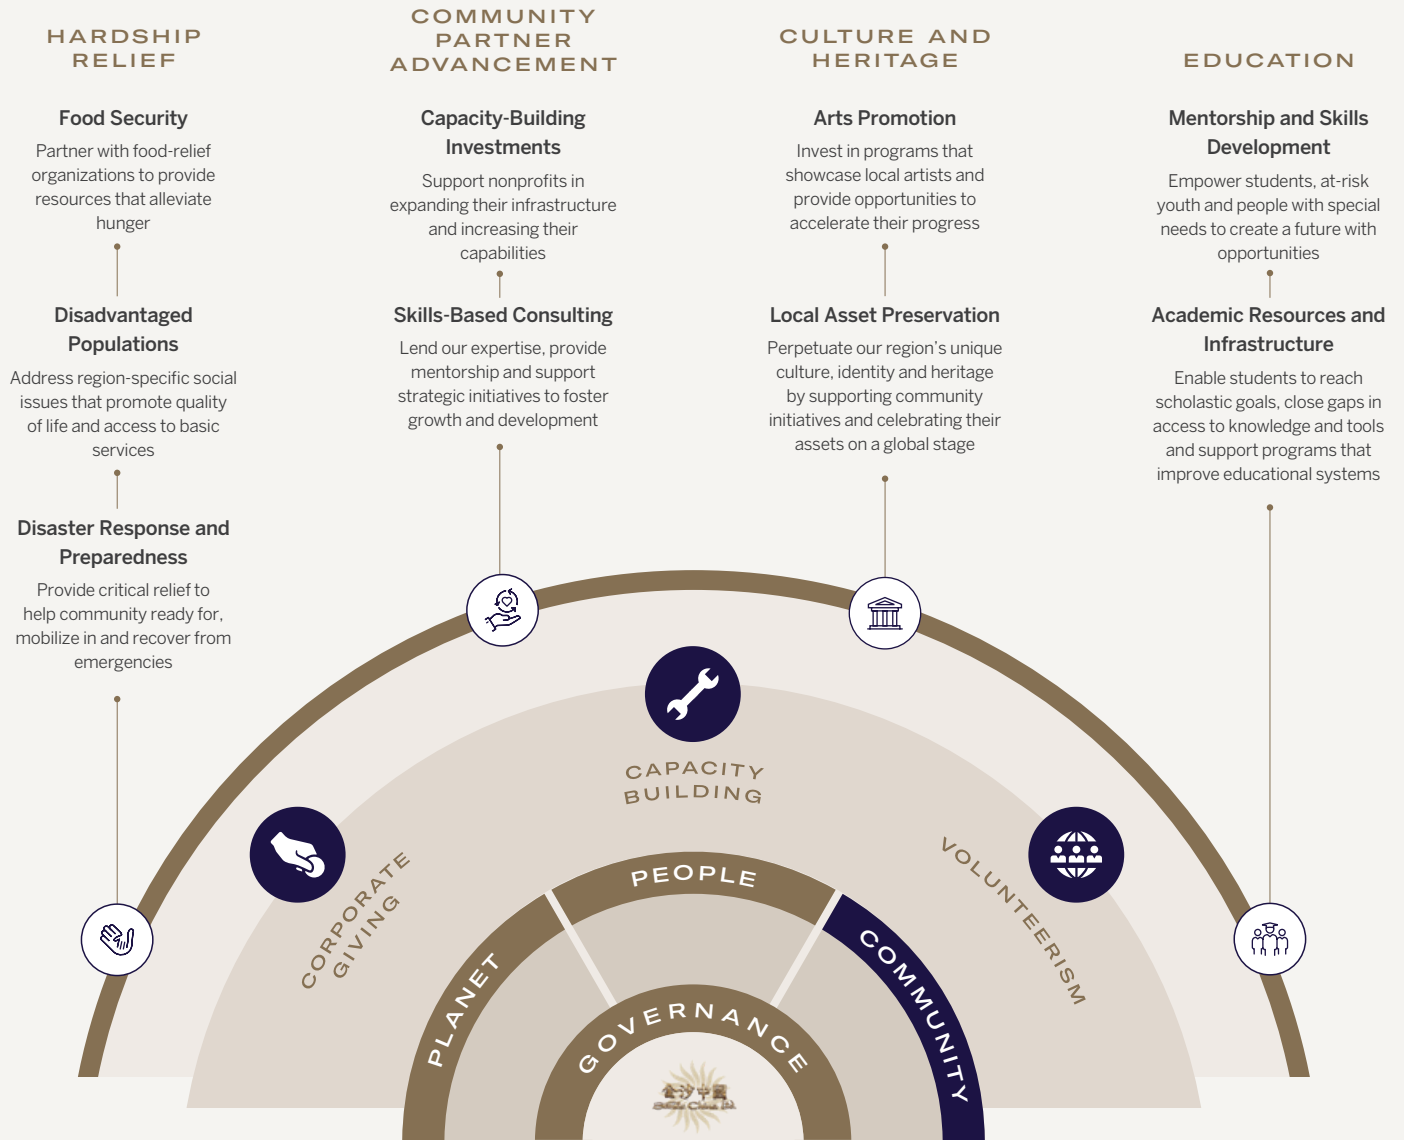 HARDSHIP
RELIEF
Food Security
Partner with food-relief
organizations to provide
resources that alleviate
hunger
Disadvantaged
Populations
Address region-specific social
issues that promote quality
of life and access to basic
services
Disaster Response and
Preparedness
Provide critical relief to
help community ready for,
mobilize in and recover from
emergencies
COMMUNITY
PARTNER
ADVANCEMENT
Capacity-Building
Investments
Support nonprofits in
expanding their infrastructure
and increasing their
capabilities
Skills-Based Consulting
Lend our expertise, provide
mentorship and support
strategic initiatives to foster
growth and development
CULTURE AND
HERITAGE
Arts Promotion
Invest in programs that
showcase local artists and
provide opportunities to
accelerate their progress
Local Asset Preservation
Perpetuate our region's unique
culture, identity and heritage
by supporting community
initiatives and celebrating their
assets on a global stage
EDUCATION
Mentorship and Skills
Development
Empower students, at-risk
youth and people with special
needs to create a future with
opportunities
Academic Resources and
Infrastructure
Enable students to reach
scholastic goals, close gaps in
access to knowledge and tools
and support programs that
improve educational systems
CORPORATE
GIVING
CAPACITY
BUILDING
VOLUNTEERISM
PLANET
PEOPLE
COMMUNITY
GOVERNANCE
金沙中國
Sands China Ltd.